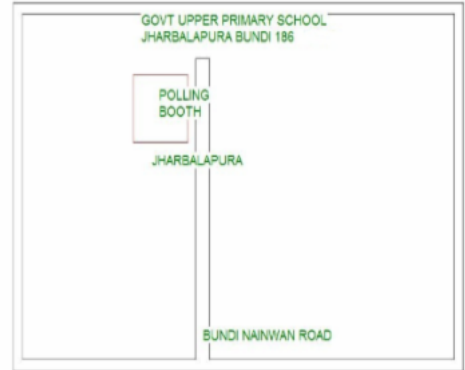 GOVT UPPER PRIMARY SCHOOL
JHARBALAPURA BUNDI 186
POLLING
BOOTH
JHARBALAPURA
BUNDI NAINWAN ROAD